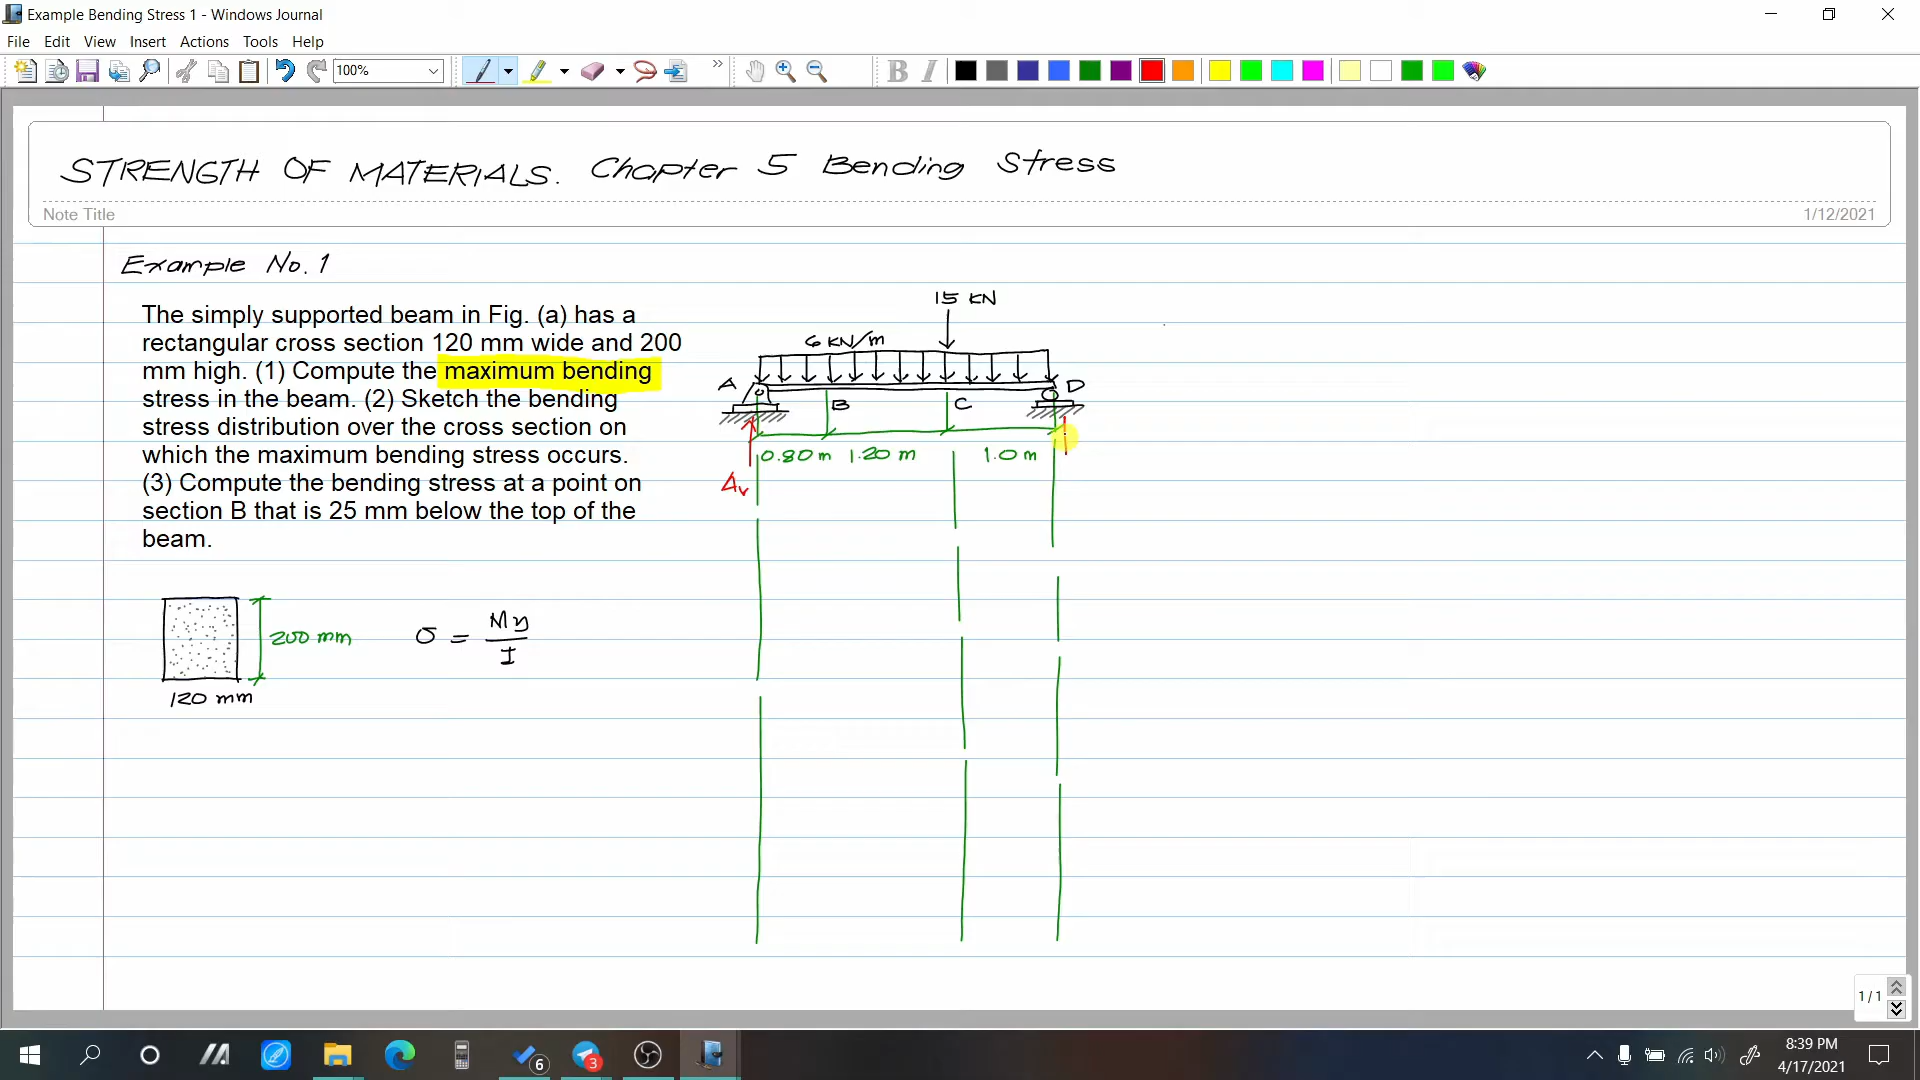 Example Bending Stress 1 - Windows Journal
File Edit View Insert Actions Tools Help
100%
B I
STRENGTH OF MATERIALS. Chapter 5 Bending Stress
Note Title
1/12/2021
Example No. 1
The simply supported beam in Fig. (a) has a
rectangular cross section 120 mm wide and 200
mm high. (1) Compute the maximum bending
stress in the beam. (2) Sketch the bending
stress distribution over the cross section on
which the maximum bending stress occurs.
(3) Compute the bending stress at a point on
section B that is 25 mm below the top of the
beam.
15 KN
6 KN/m
A
B
C
D
0.80 m 1.20 m 1.0 m
Av
200 mm
120 mm
σ = My
I
1 / 1
6
3
8:39 PM
4/17/2021